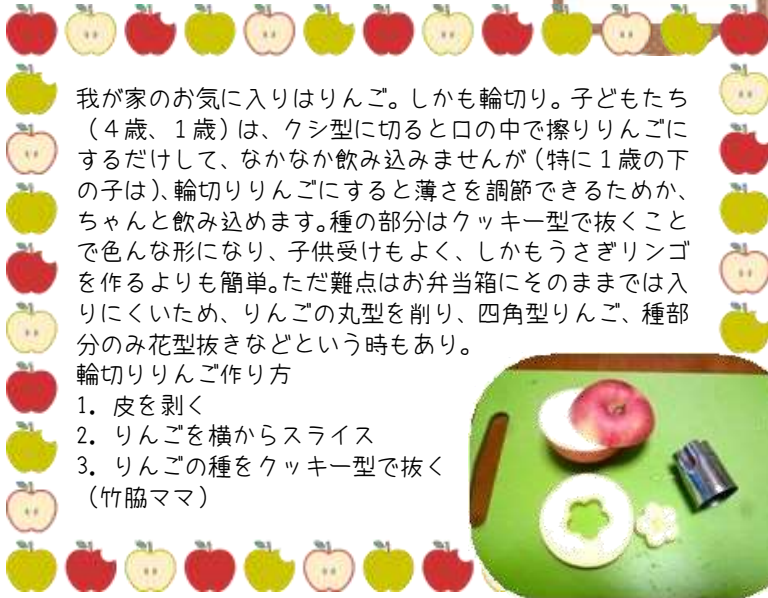 我が家のお気に入りはりんご。しかも輪切り。子どもたち
（４歳、１歳）は、クシ型に切ると口の中で擦りりんごに
するだけして、なかなか飲み込みませんが（特に１歳の下
の子は）、輪切りりんごにすると薄さを調節できるためか、
ちゃんと飲み込めます。種の部分はクッキー型で抜くこと
で色んな形になり、子供受けもよく、しかもうさぎリンゴ
を作るよりも簡単。ただ難点はお弁当箱にそのままでは入
りにくいため、りんごの丸型を削り、四角型りんご、種部
分のみ花型抜きなどという時もあり。
輪切りりんご作り方
1. 皮を剥く
2. りんごを横からスライス
3. りんごの種をクッキー型で抜く
（竹脇ママ）